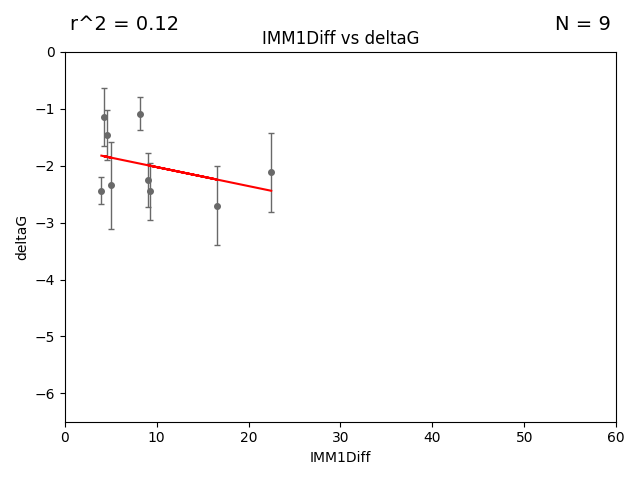 r^2 = 0.12
N = 9
IMM1Diff vs deltaG
0
−1
−2
−3
−4
−5
−6
deltaG
0 10 20 30 40 50 60
IMM1Diff